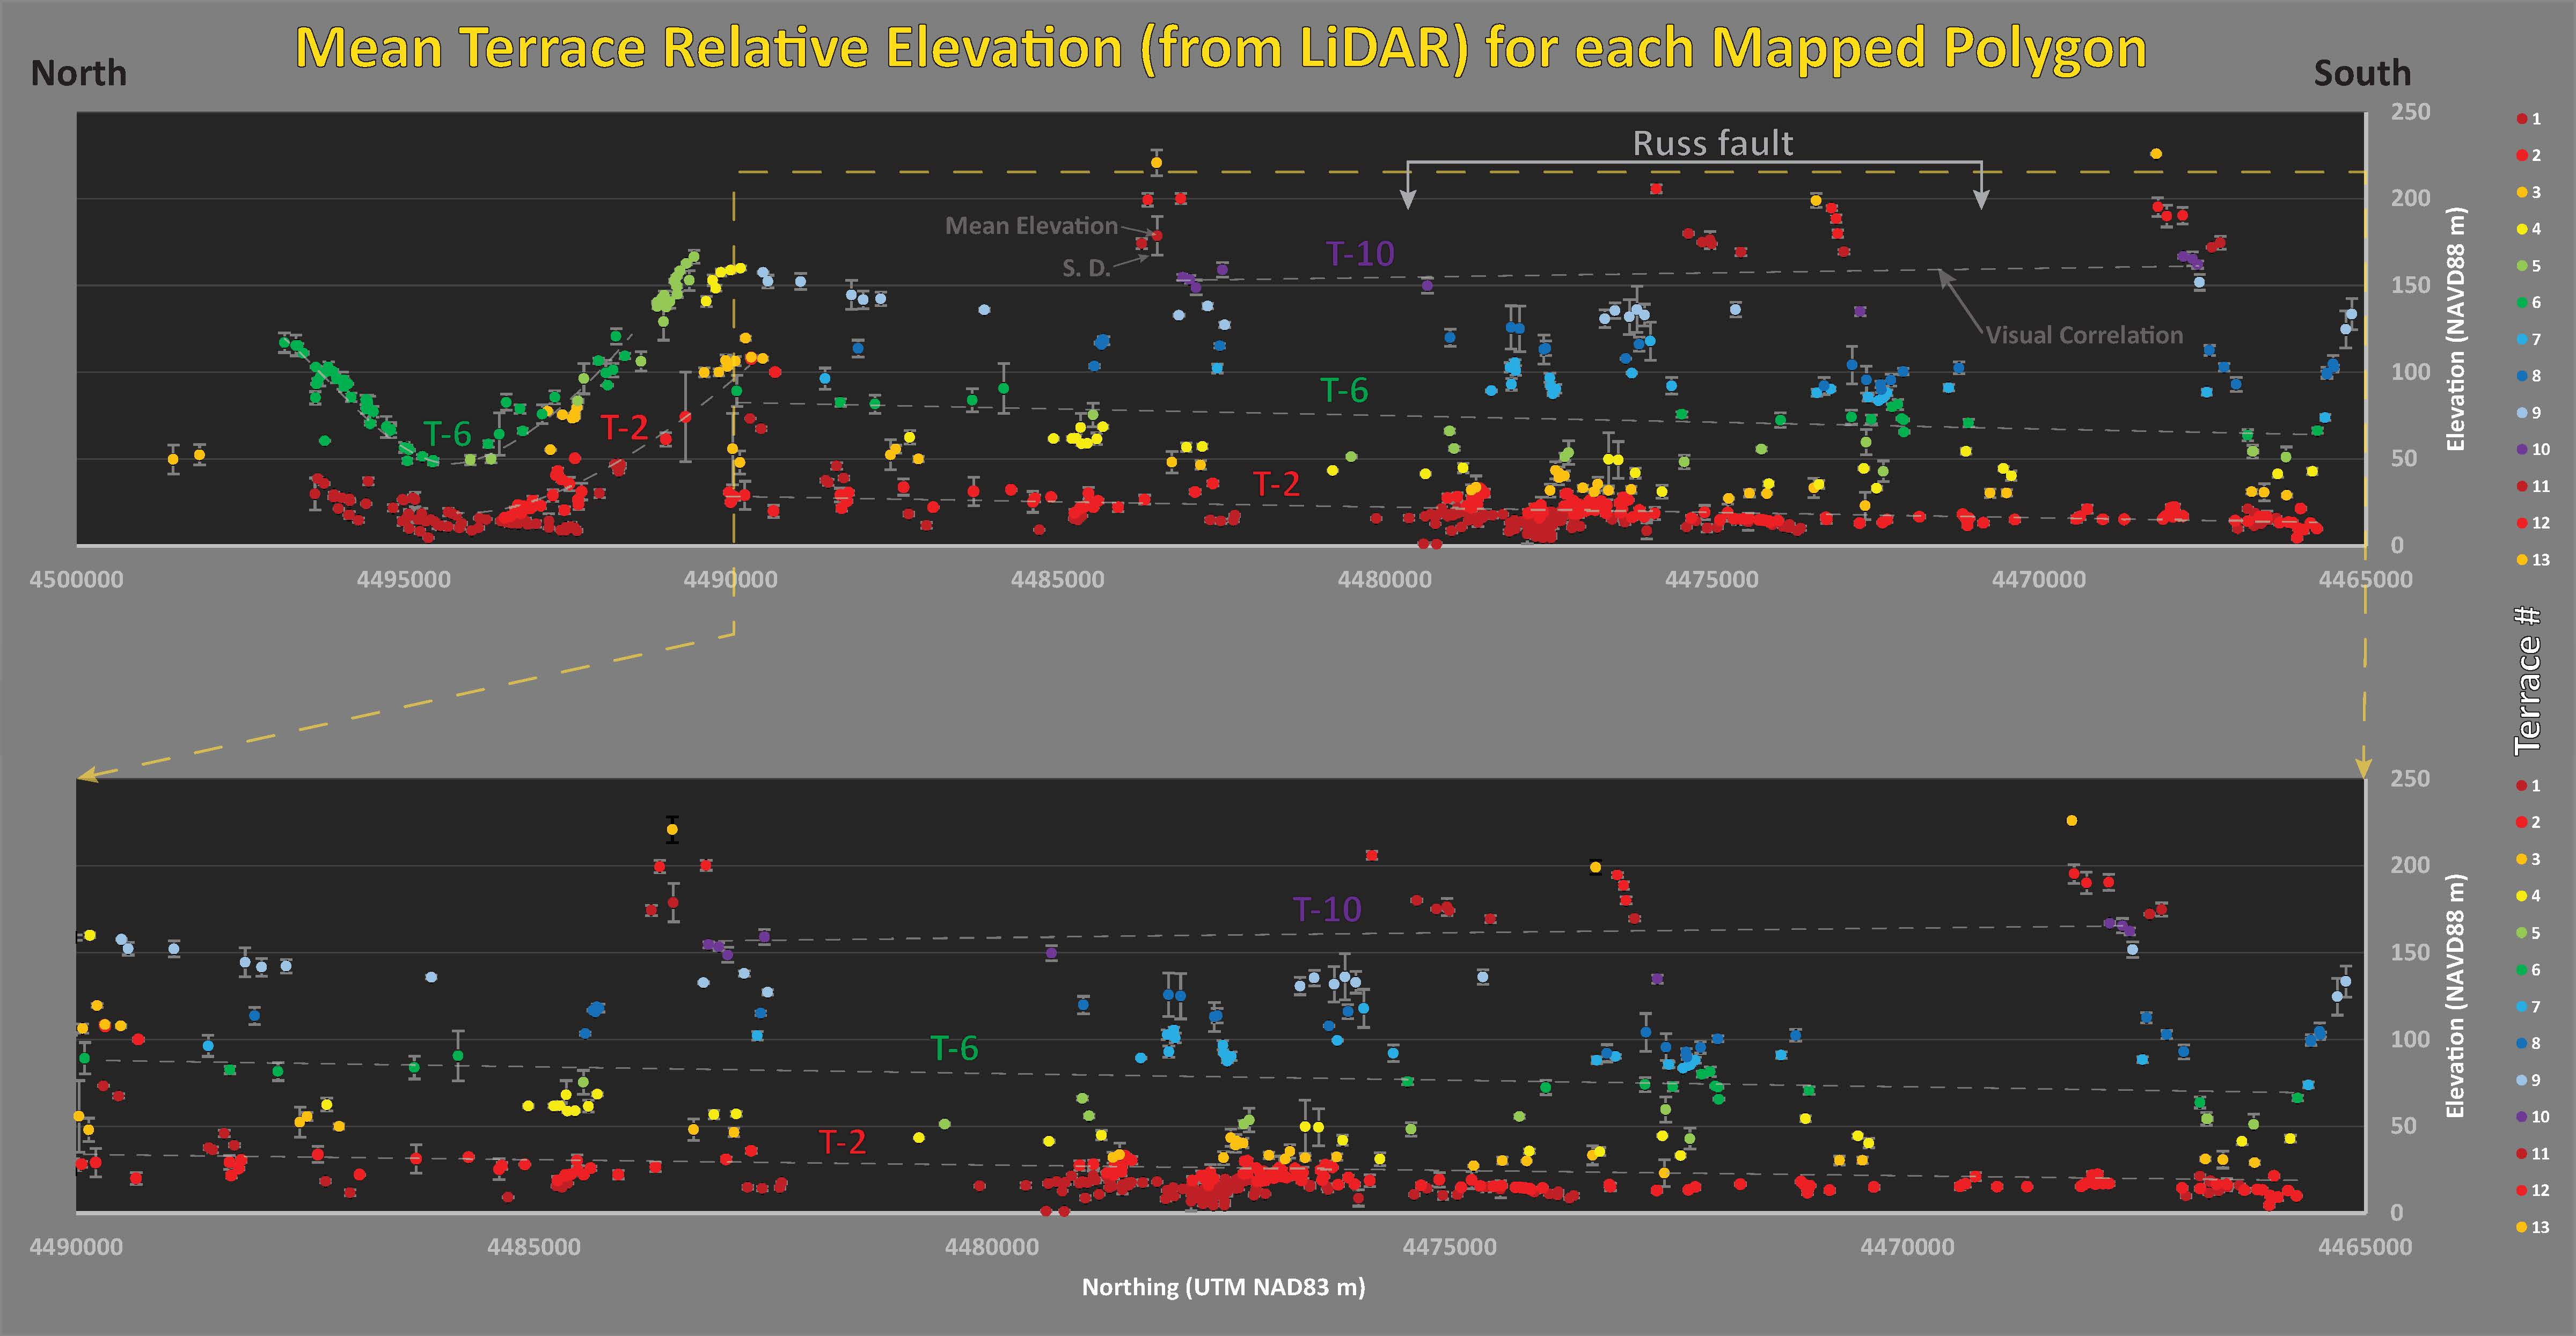 Mean Terrace Relative Elevation (from LiDAR) for each Mapped Polygon
North
South
250
200
150
100
50
0
Elevation (NAVD88 m)
Russ fault
Mean Elevation
S. D.
T-10
Visual Correlation
T-6
T-6
T-2
T-2
4500000
4495000
4490000
4485000
4480000
4475000
4470000
4465000
1
2
3
4
5
6
7
8
9
10
11
12
13
Terrace #
250
200
150
100
50
0
Elevation (NAVD88 m)
T-10
T-6
T-2
4490000
4485000
4480000
4475000
4470000
4465000
Northing (UTM NAD83 m)
1
2
3
4
5
6
7
8
9
10
11
12
13